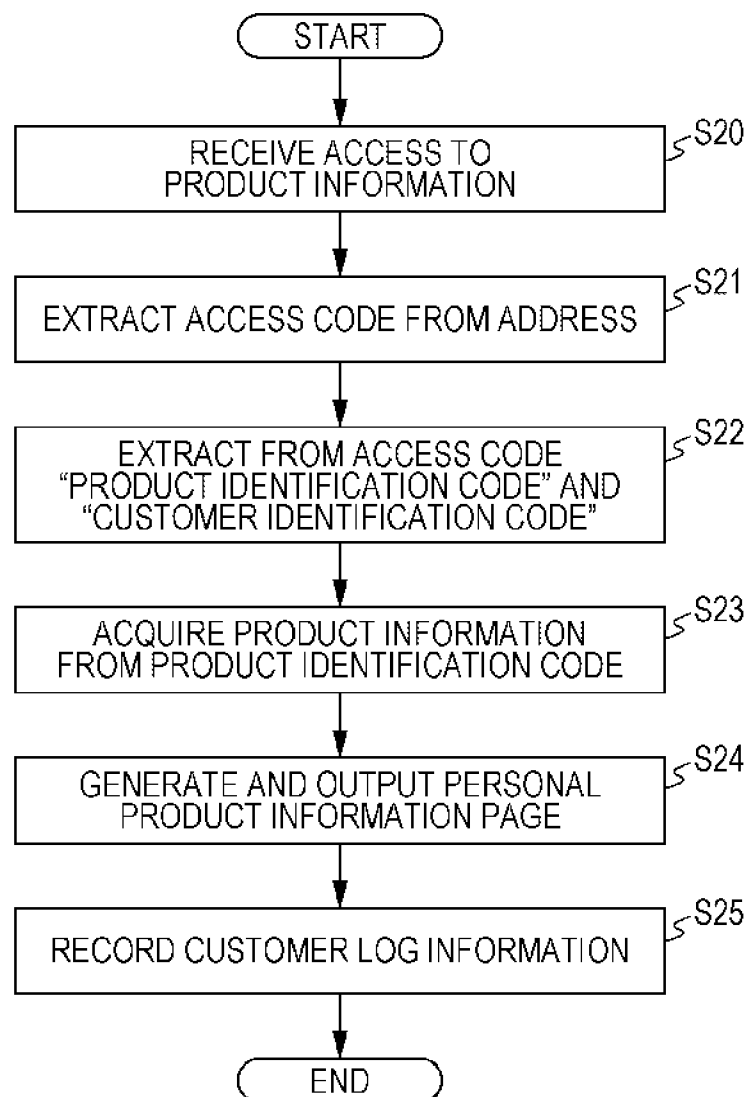 START
S20
RECEIVE ACCESS TO
PRODUCT INFORMATION
S21
EXTRACT ACCESS CODE FROM ADDRESS
S22
EXTRACT FROM ACCESS CODE
“PRODUCT IDENTIFICATION CODE” AND
“CUSTOMER IDENTIFICATION CODE”
S23
ACQUIRE PRODUCT INFORMATION
FROM PRODUCT IDENTIFICATION CODE
S24
GENERATE AND OUTPUT PERSONAL
PRODUCT INFORMATION PAGE
S25
RECORD CUSTOMER LOG INFORMATION
END